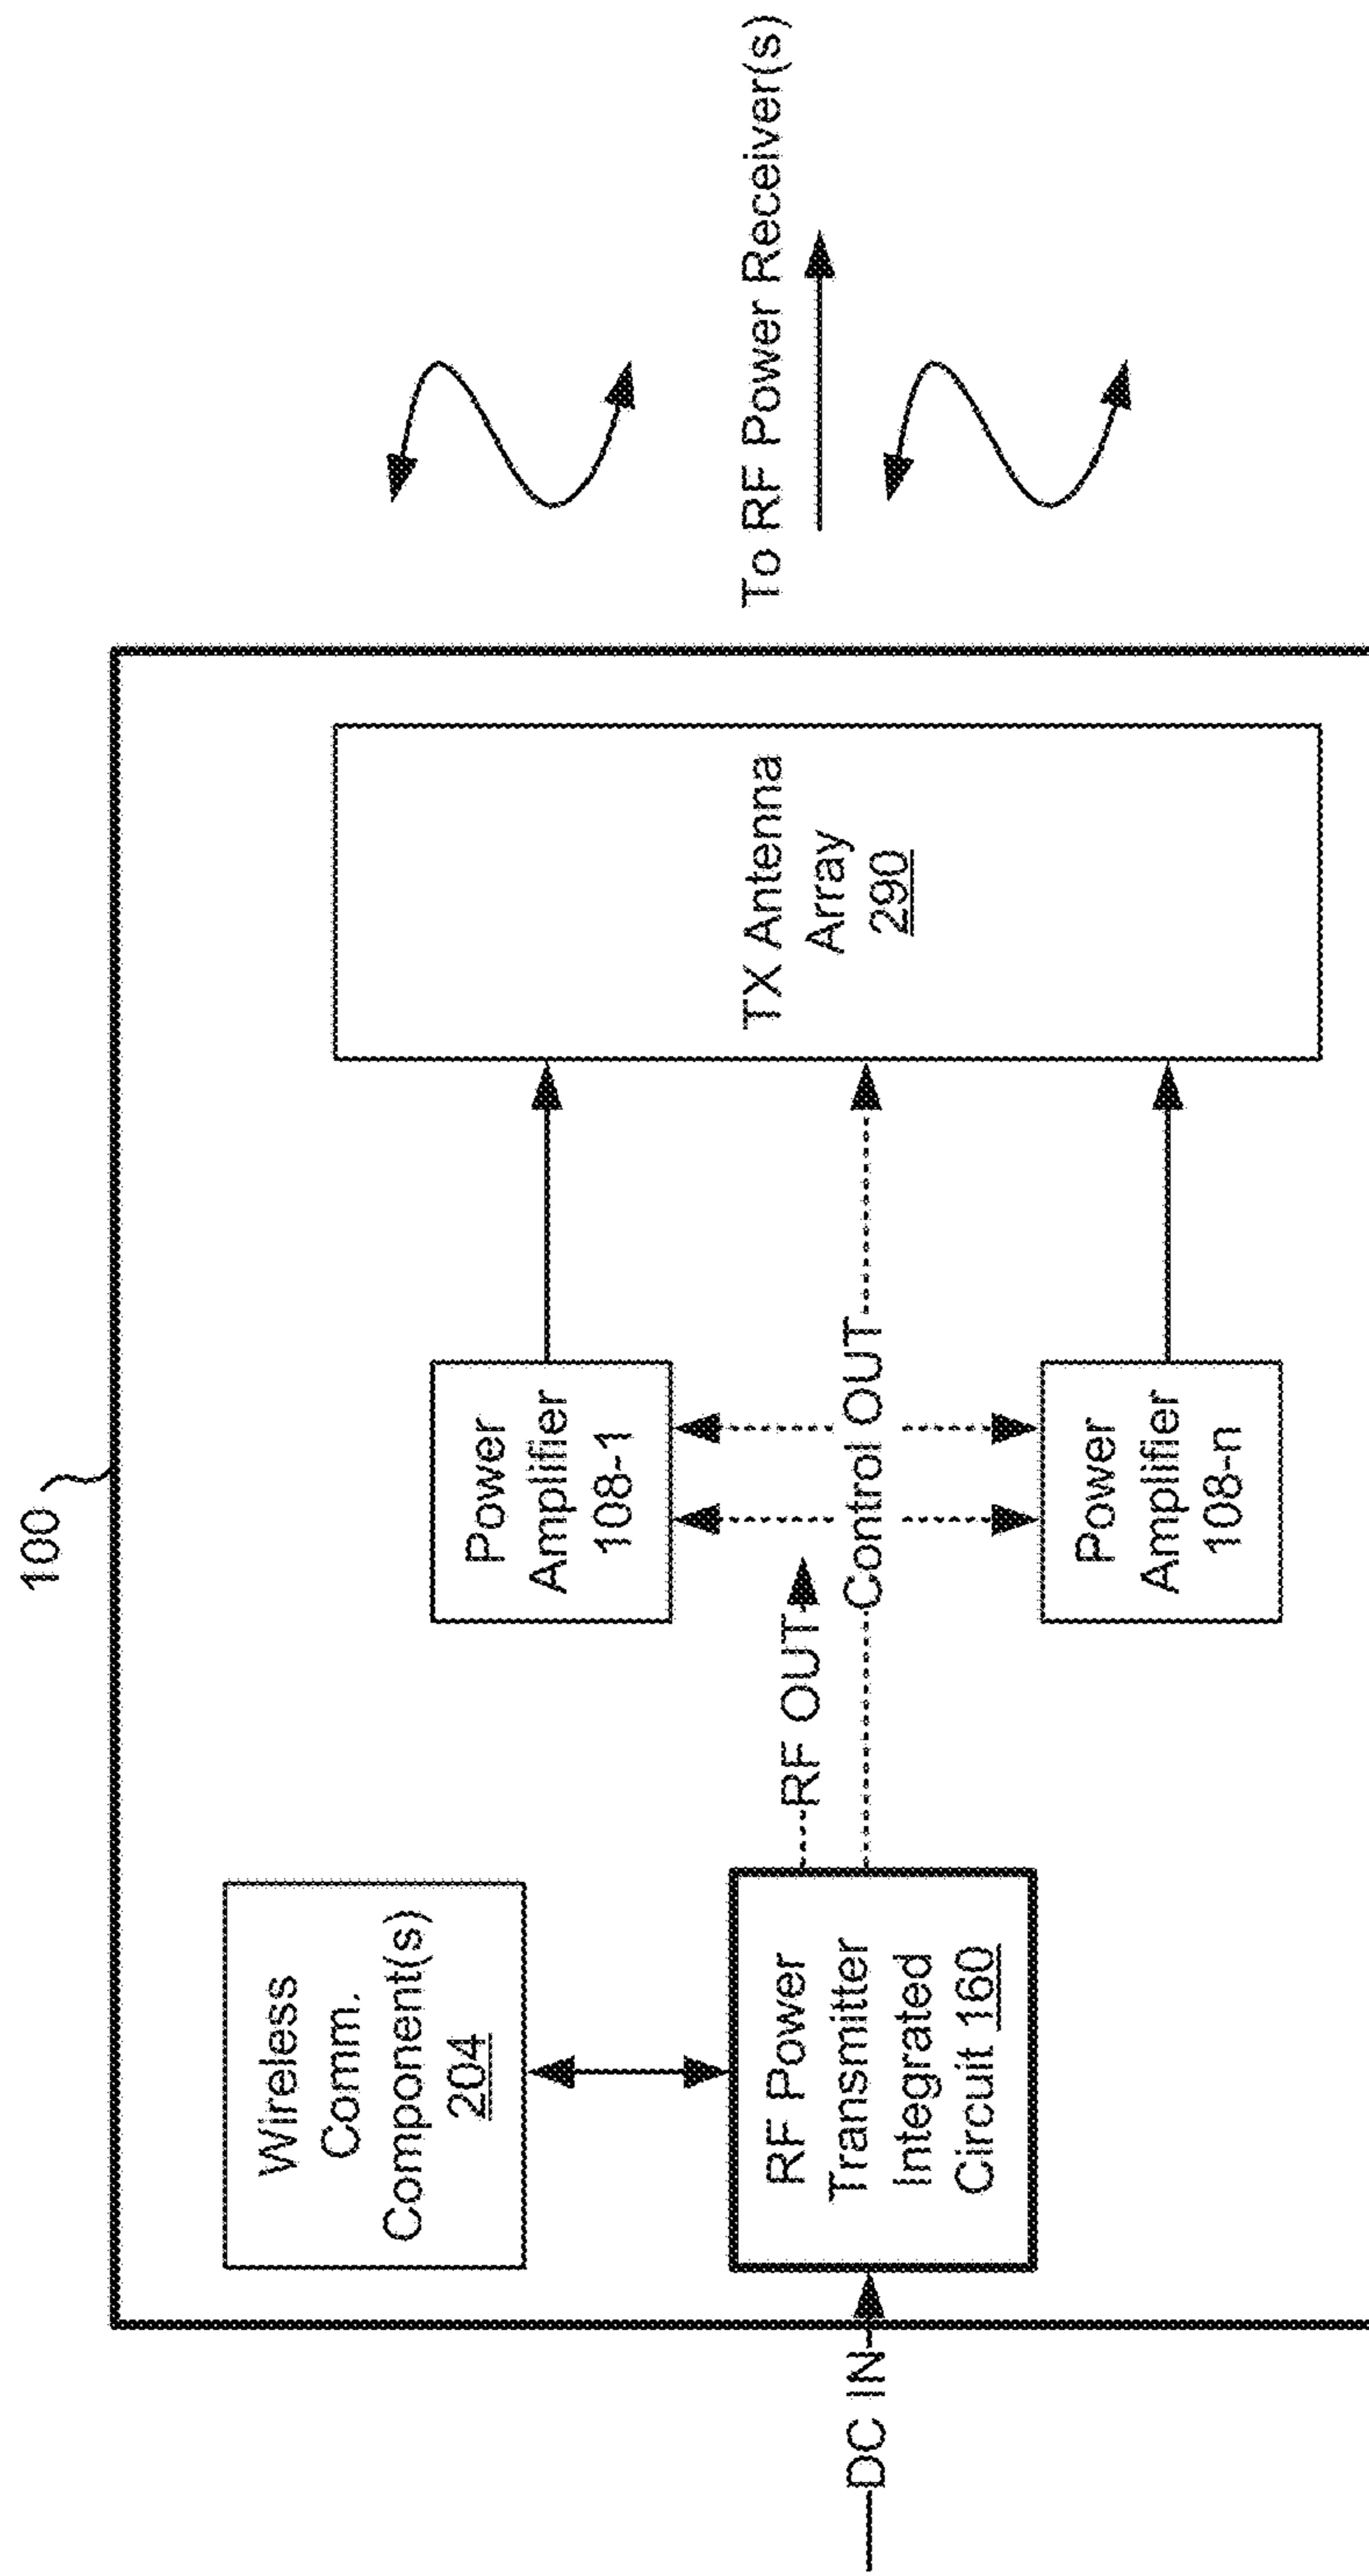 100
Wireless
Comm.
Component(s)
204
RF Power
Transmitter
Integrated
Circuit 160
DC IN
RF OUT
Control OUT
Power
Amplifier
108-1
Power
Amplifier
108-n
TX Antenna
Array
290
To RF Power Receiver(s)